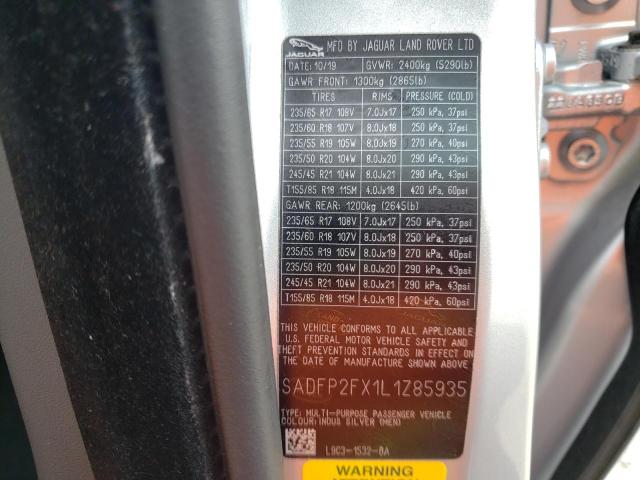 JAGUAR MFD BY JAGUAR LAND ROVER LTD
DATE: 10/19 GVWR: 2400kg (5290lb)
GAWR FRONT: 1300kg (2865lb)
TIRES RIMS PRESSURE (COLD)
235/65 R17 108V 7.0Jx17 250 kPa, 37psi
235/60 R18 107V 8.0Jx18 250 kPa, 37psi
235/55 R19 105W 8.0Jx19 270 kPa, 40psi
235/50 R20 104W 8.0Jx20 290 kPa, 43psi
245/45 R21 104W 8.0Jx21 290 kPa, 43psi
T155/85 R18 115M 4.0Jx18 420 kPa, 60psi
GAWR REAR: 1200kg (2645lb)
235/65 R17 108V 7.0Jx17 250 kPa, 37psi
235/60 R18 107V 8.0Jx18 250 kPa, 37psi
235/55 R19 105W 8.0Jx19 270 kPa, 40psi
235/50 R20 104W 8.0Jx20 290 kPa, 43psi
245/45 R21 104W 8.0Jx21 290 kPa, 43psi
T155/85 R18 115M 4.0Jx18 420 kPa, 60psi
JAGUAR
THIS VEHICLE CONFORMS TO ALL APPLICABLE
U.S. FEDERAL MOTOR VEHICLE SAFETY AND
THEFT PREVENTION STANDARDS IN EFFECT ON
THE DATE OF MANUFACTURE SHOWN ABOVE
SADFP2FX1L1Z85935
TYPE: MULTI-PURPOSE PASSENGER VEHICLE
COLOUR: INDUS SILVER (MEN)
L9C3-1532-BA
WARNING
ATTENTION